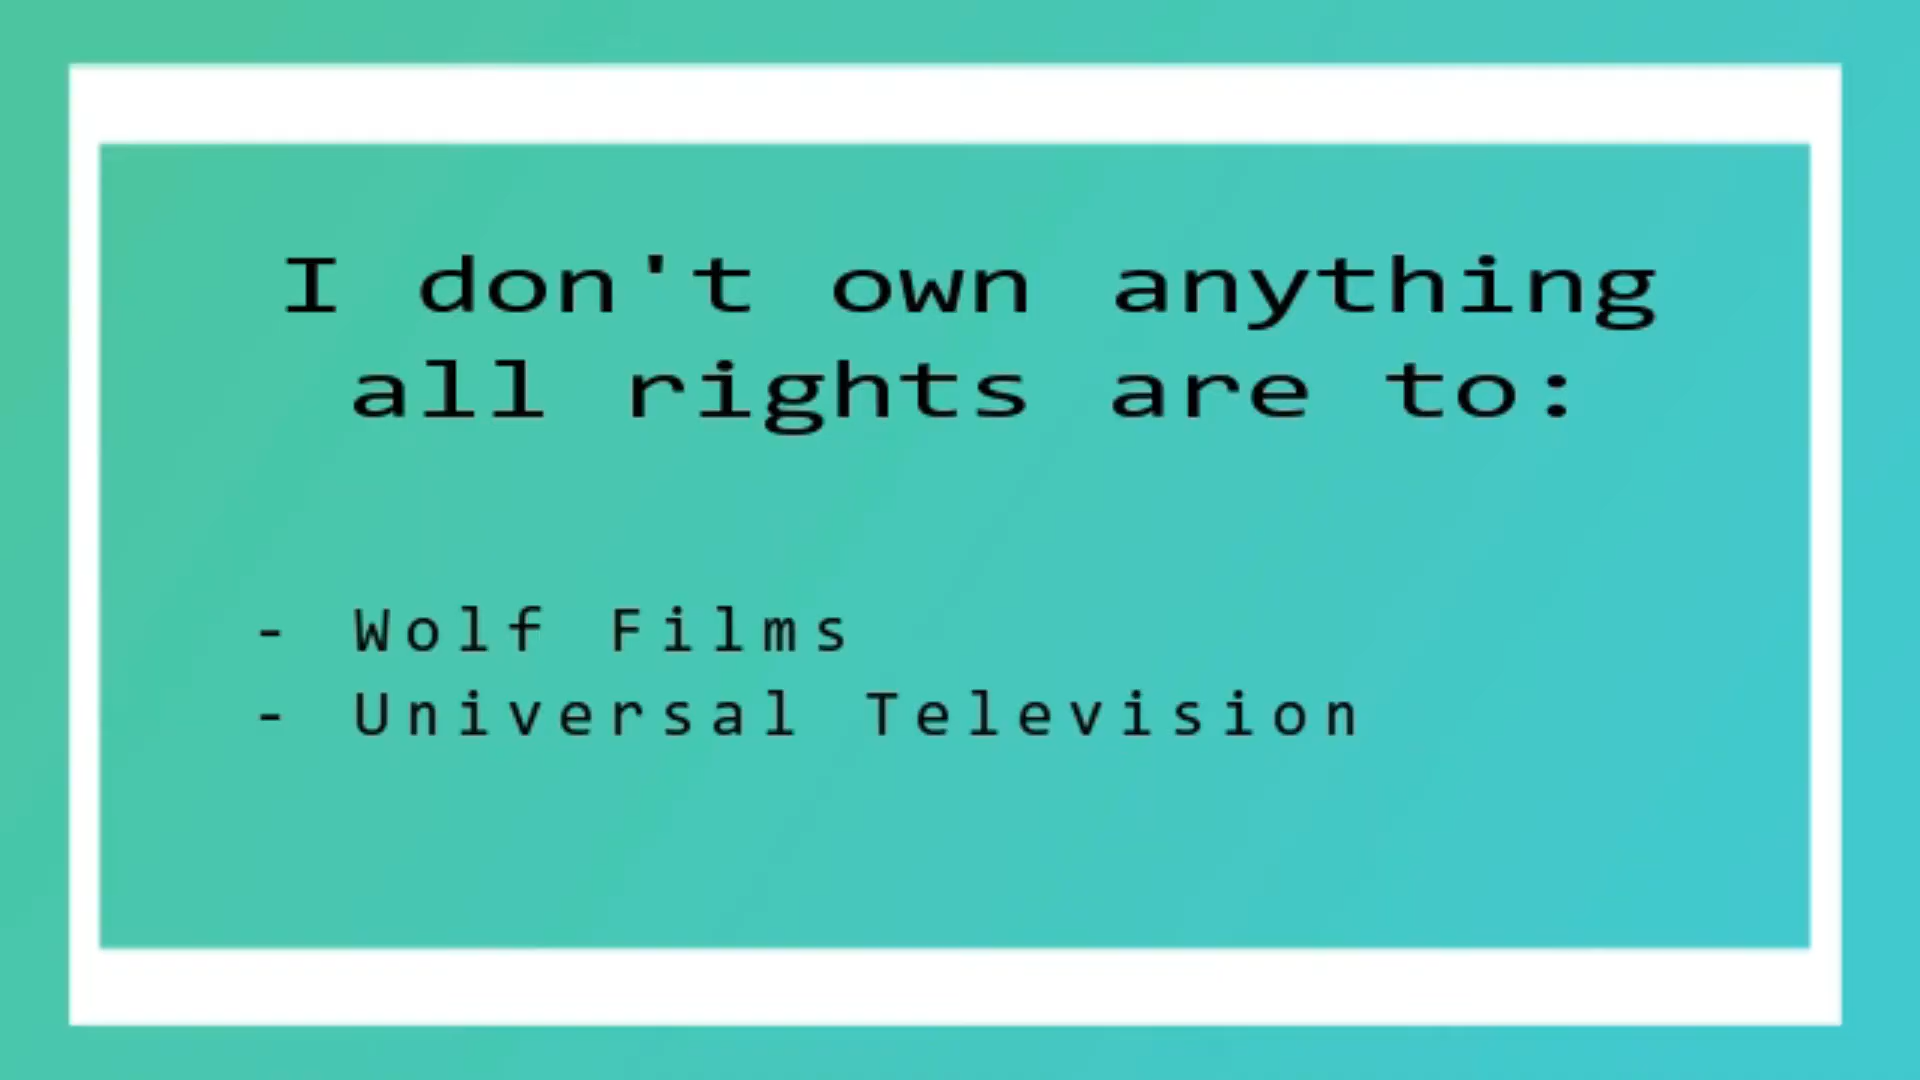 I don't own anything
all rights are to:
- Wolf Films
- Universal Television